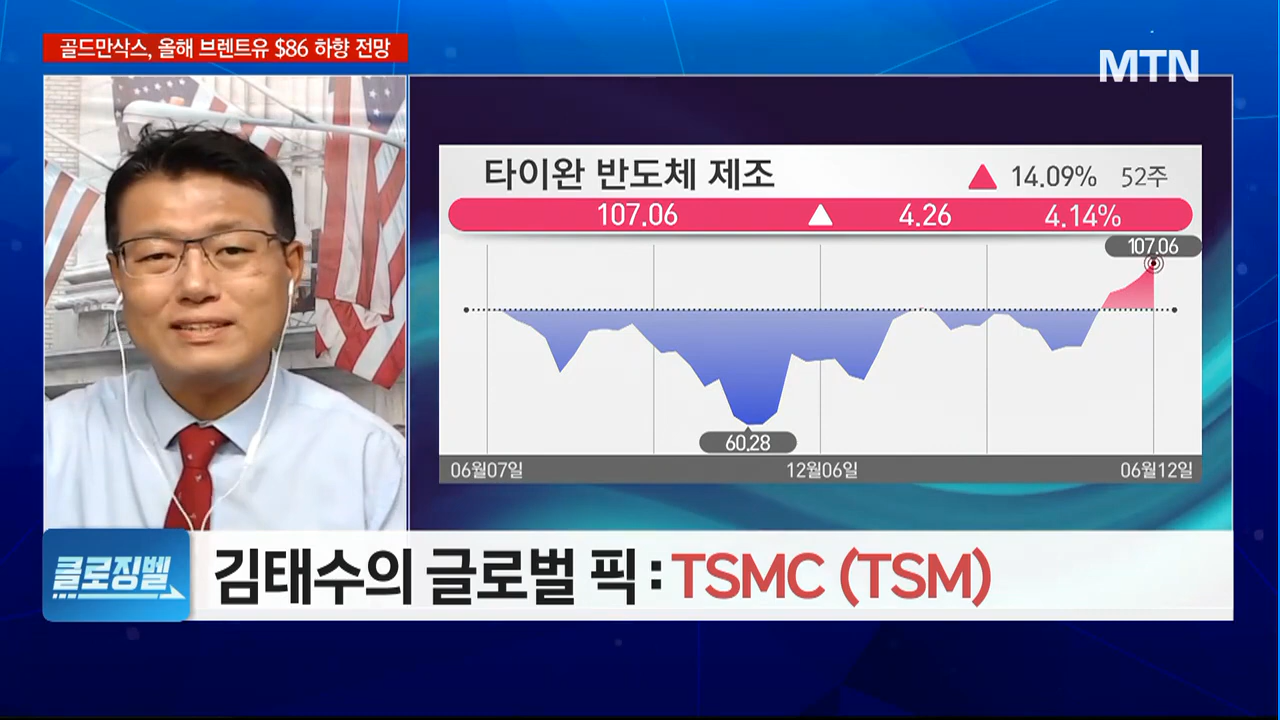 골드만삭스, 올해 브렌트유 $86 하향 전망
MTN
타이완 반도체 제조 ▲ 14.09% 52주
107.06 △ 4.26 4.14%
107.06
60.28
06월07일 12월06일 06월12일
클로징벨
김태수의 글로벌 픽 : TSMC (TSM)